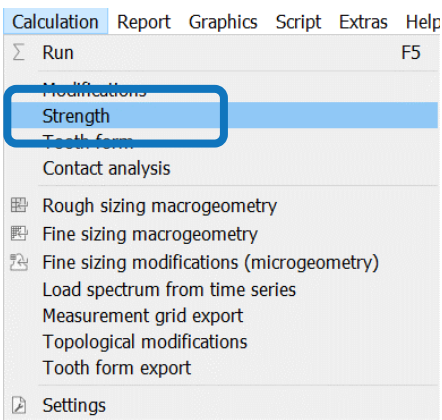 Calculation Report Graphics Script Extras Help
Σ Run F5
Modifications
Strength
Tooth form
Contact analysis
Rough sizing macrogeometry
Fine sizing macrogeometry
Fine sizing modifications (microgeometry)
Load spectrum from time series
Measurement grid export
Topological modifications
Tooth form export
Settings